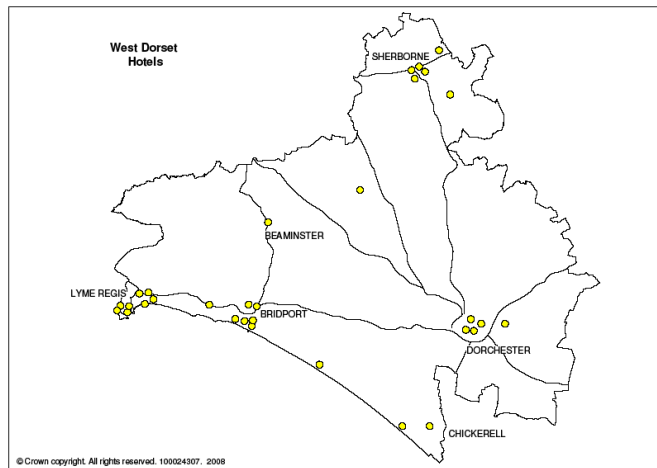 West Dorset
Hotels
SHERBORNE
BEAMINSTER
LYME REGIS
BRIDPORT
DORCHESTER
CHICKERELL
© Crown copyright. All rights reserved. 100024307. 2008